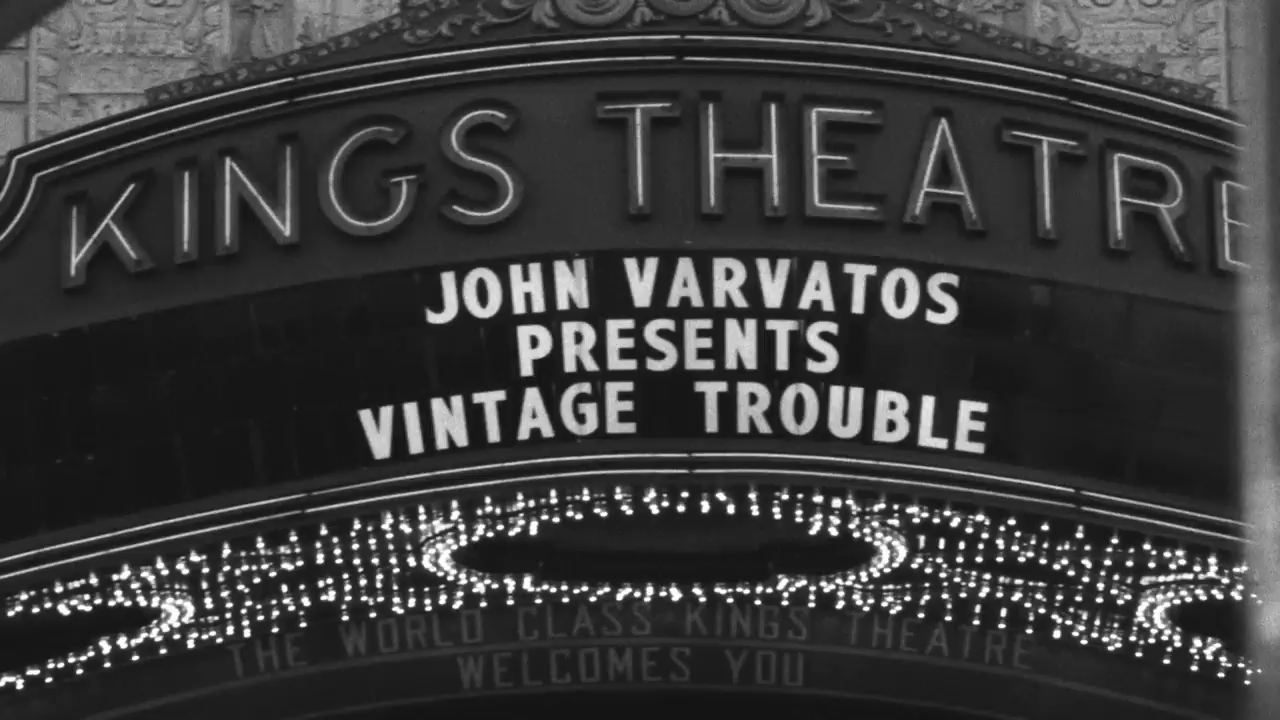 KINGS THEATRE
JOHN VARVATOS
PRESENTS
VINTAGE TROUBLE
THE WORLD CLASS KINGS THEATRE
WELCOMES YOU